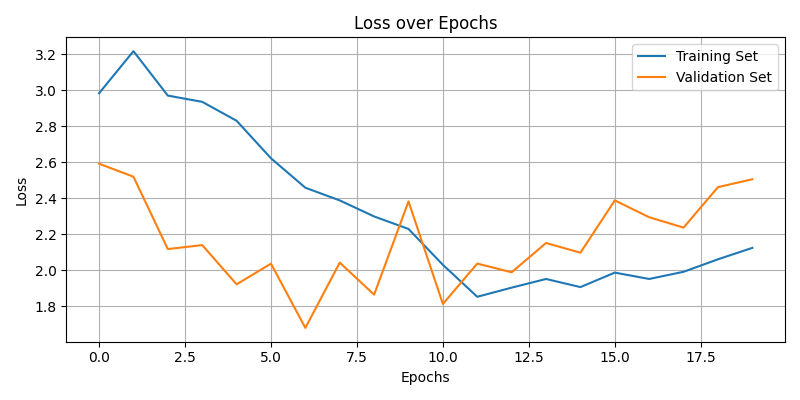 Loss over Epochs
Training Set
Validation Set
Loss
3.2
3.0
2.8
2.6
2.4
2.2
2.0
1.8
0.0 2.5 5.0 7.5 10.0 12.5 15.0 17.5
Epochs